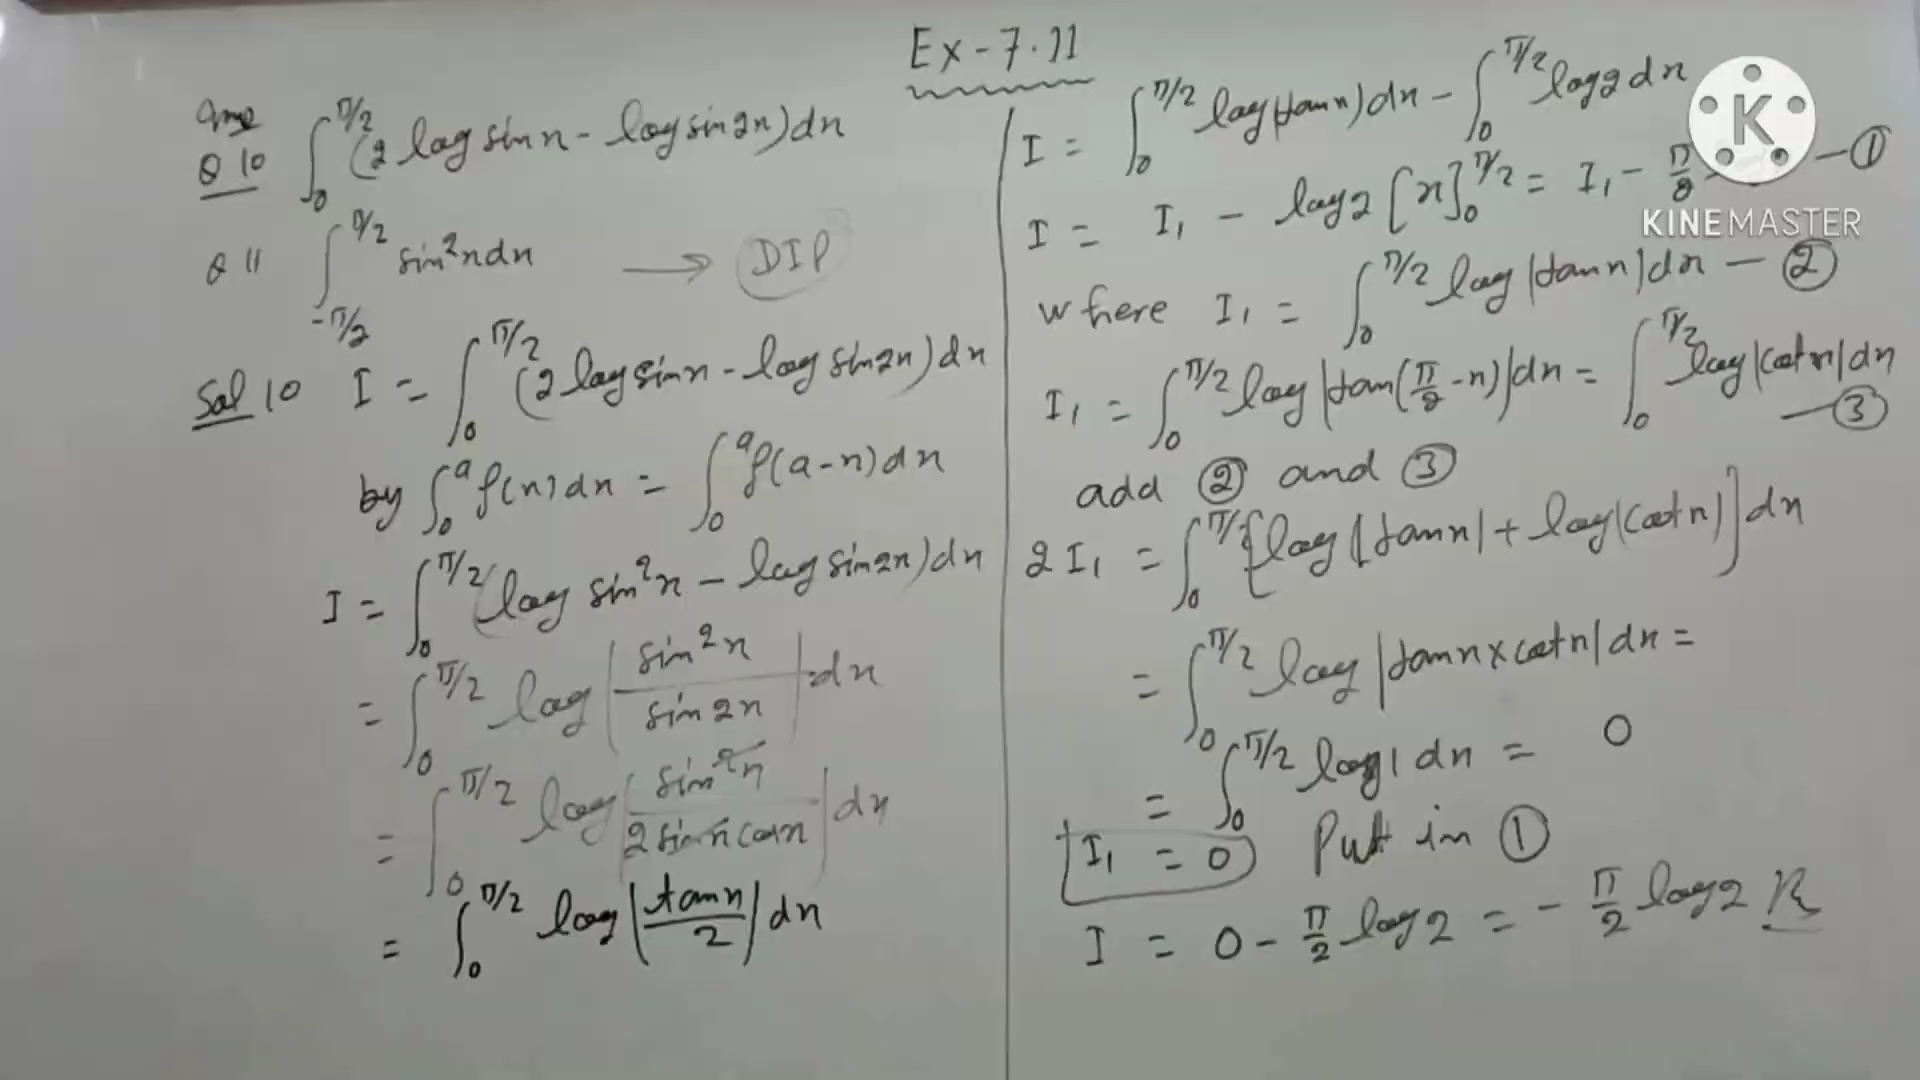 Ex-7.11
Ques
Q 10 ∫₀^π/2 (2 log sin x - log sin 2x) dx
Q 11 ∫₋π/2^π/2 sin²x dx → DIP
Sol 10 I = ∫₀^π/2 (2 log sin x - log sin 2x) dx
by ∫₀^a f(x) dx = ∫₀^a f(a-x) dx
I = ∫₀^π/2 (log sin²x - log sin 2x) dx
= ∫₀^π/2 log |sin²x / sin 2x| dx
= ∫₀^π/2 log |sin²x / 2 sin x cos x| dx
= ∫₀^π/2 log |tan x / 2| dx
I = ∫₀^π/2 log |tan x| dx - ∫₀^π/2 log 2 dx
I = I₁ - log 2 [x]₀^π/2 = I₁ - π/2 — ①
where I₁ = ∫₀^π/2 log |tan x| dx — ②
I₁ = ∫₀^π/2 log |tan(π/2 - x)| dx = ∫₀^π/2 log |cot x| dx
— ③
add ② and ③
2I₁ = ∫₀^π/2 [log |tan x| + log |cot x|] dx
= ∫₀^π/2 log |tan x × cot x| dx =
= ∫₀^π/2 log 1 dx = 0
I₁ = 0 Put in ①
I = 0 - π/2 log 2 = - π/2 log 2
K
KINEMASTER